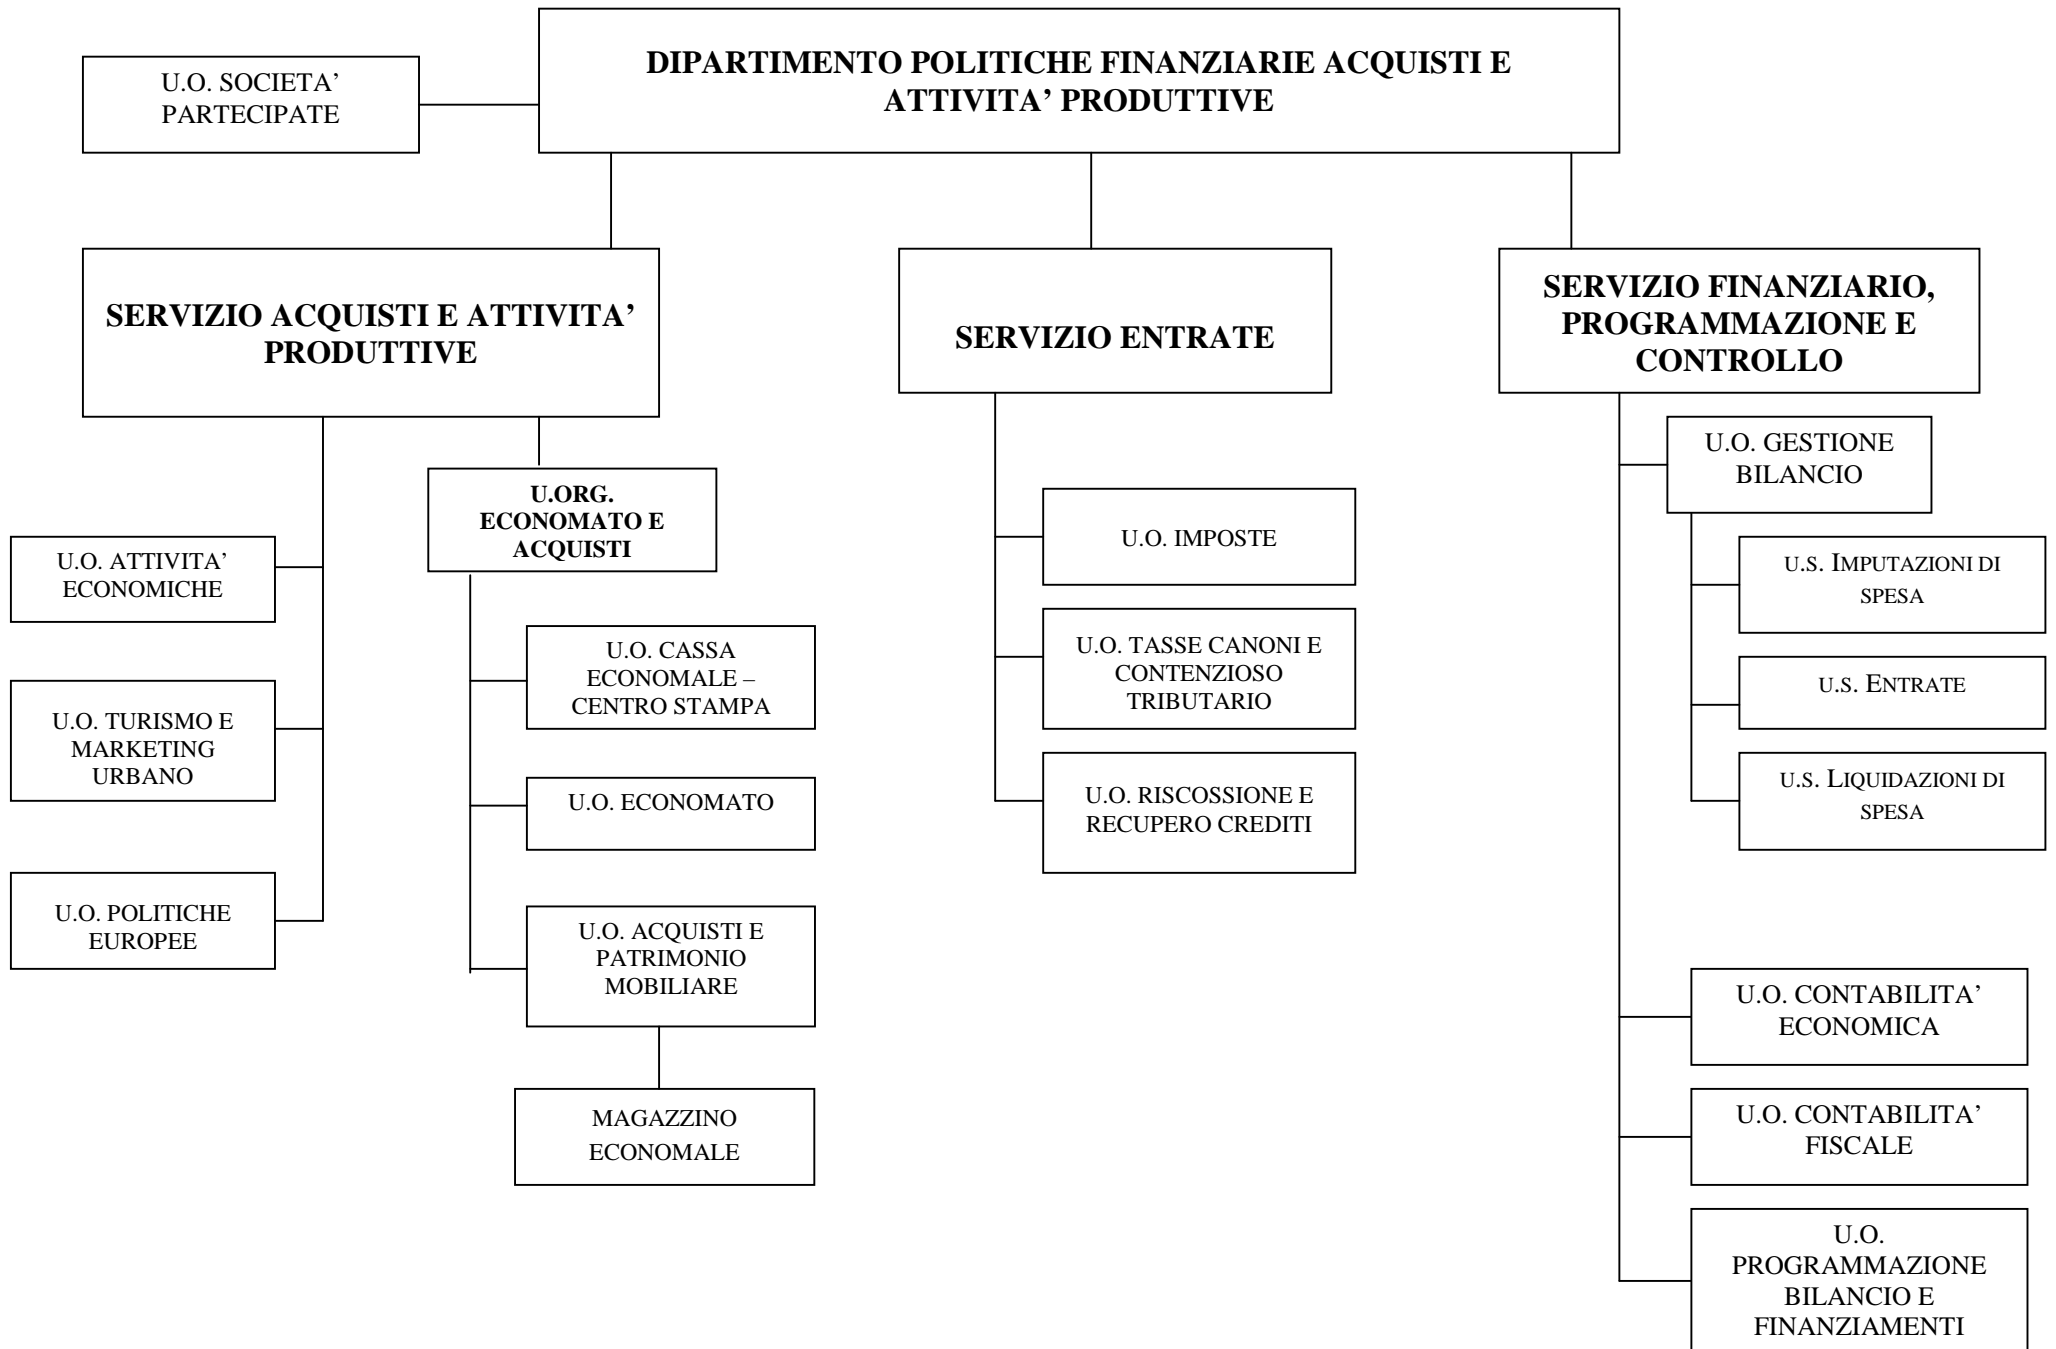 DIPARTIMENTO POLITICHE FINANZIARIE ACQUISTI E
ATTIVITA’ PRODUTTIVE
U.O. SOCIETA’
PARTECIPATE
SERVIZIO ACQUISTI E ATTIVITA’
PRODUTTIVE
U.O. ATTIVITA’
ECONOMICHE
U.O. TURISMO E
MARKETING
URBANO
U.O. POLITICHE
EUROPEE
U.ORG.
ECONOMATO E
ACQUISTI
U.O. CASSA
ECONOMALE –
CENTRO STAMPA
U.O. ECONOMATO
U.O. ACQUISTI E
PATRIMONIO
MOBILIARE
MAGAZZINO
ECONOMALE
SERVIZIO ENTRATE
U.O. IMPOSTE
U.O. TASSE CANONI E
CONTENZIOSO
TRIBUTARIO
U.O. RISCOSSIONE E
RECUPERO CREDITI
SERVIZIO FINANZIARIO,
PROGRAMMAZIONE E
CONTROLLO
U.O. GESTIONE
BILANCIO
U.S. IMPUTAZIONI DI
SPESA
U.S. ENTRATE
U.S. LIQUIDAZIONI DI
SPESA
U.O. CONTABILITA’
ECONOMICA
U.O. CONTABILITA’
FISCALE
U.O.
PROGRAMMAZIONE
BILANCIO E
FINANZIAMENTI